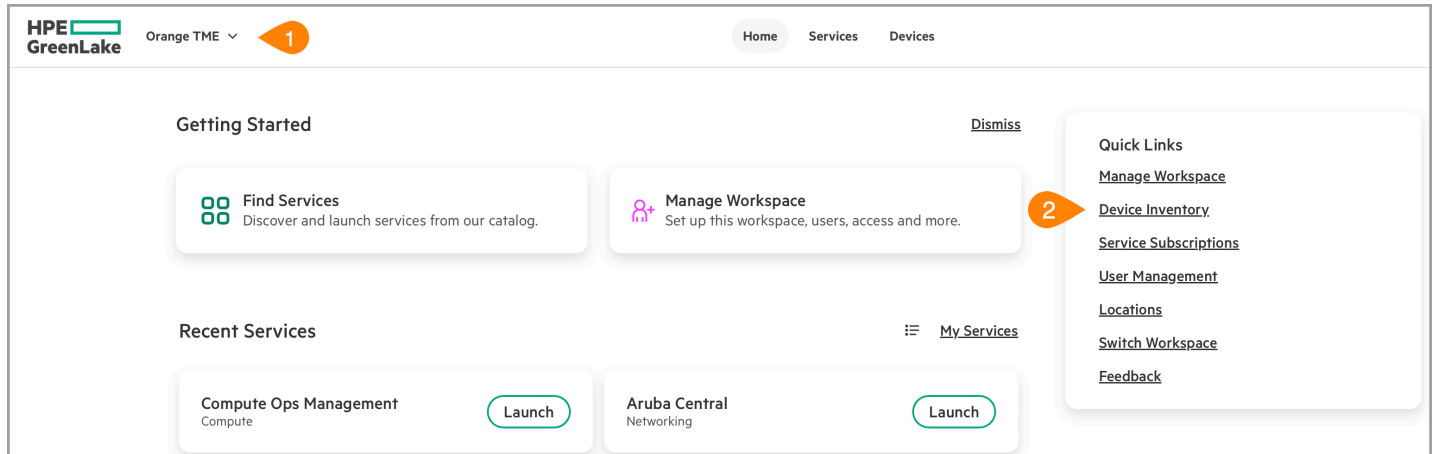 HPE
GreenLake
Orange TME
1
Home Services Devices
Getting Started
Dismiss
Find Services
Discover and launch services from our catalog.
Manage Workspace
Set up this workspace, users, access and more.
Recent Services
My Services
Compute Ops Management
Compute
Launch
Aruba Central
Networking
Launch
Quick Links
Manage Workspace
2
Device Inventory
Service Subscriptions
User Management
Locations
Switch Workspace
Feedback